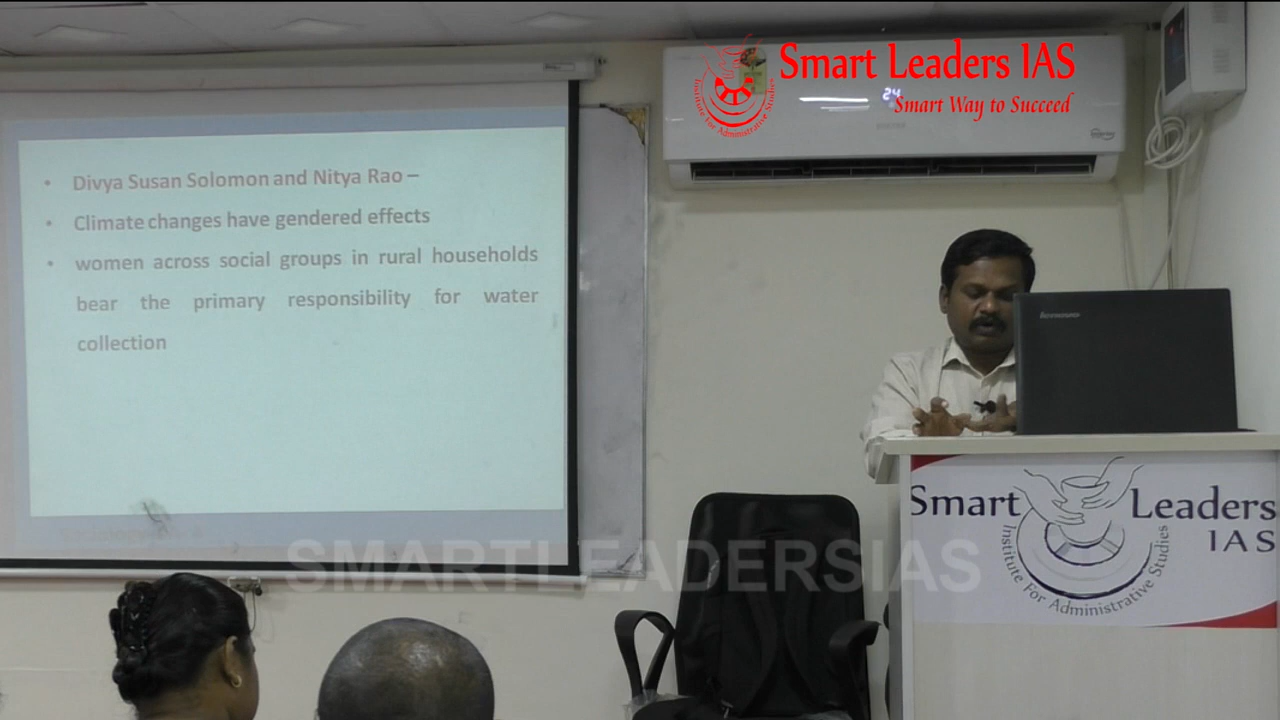 Smart Leaders IAS
Smart Way to Succeed
Institute For Administrative Studies
24
• Divya Susan Solomon and Nitya Rao –
• Climate changes have gendered effects
• women across social groups in rural households
bear the primary responsibility for water
collection
lenovo
Smart Leaders
IAS
Institute For Administrative Studies
SMARTLEADERSIAS